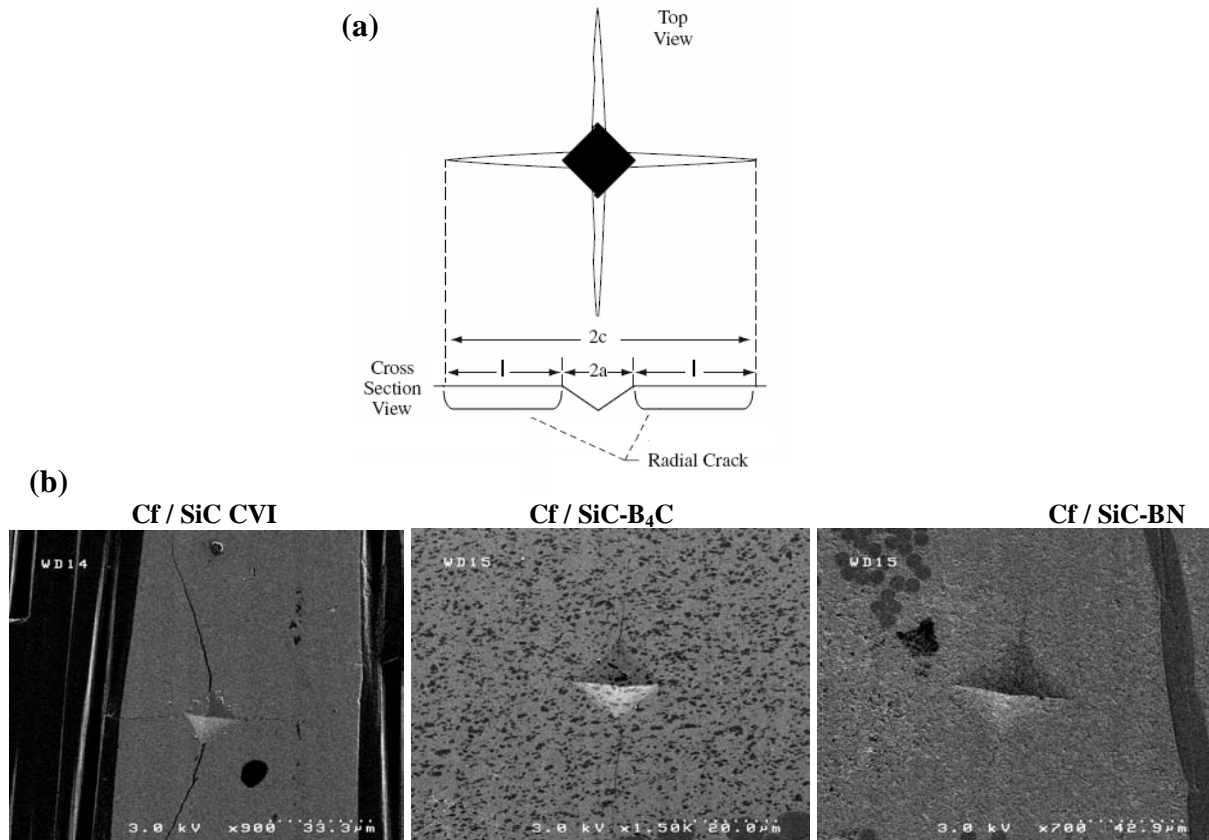 (a)
Top
View
2c
l 2a l
Cross
Section
View
Radial Crack
(b)
Cf / SiC CVI
Cf / SiC-B₄C
Cf / SiC-BN
WD14
3.0 kV x900 33.3µm
WD15
3.0 kV x1.50K 20.0µm
WD15
3.0 kV x700 42.9µm